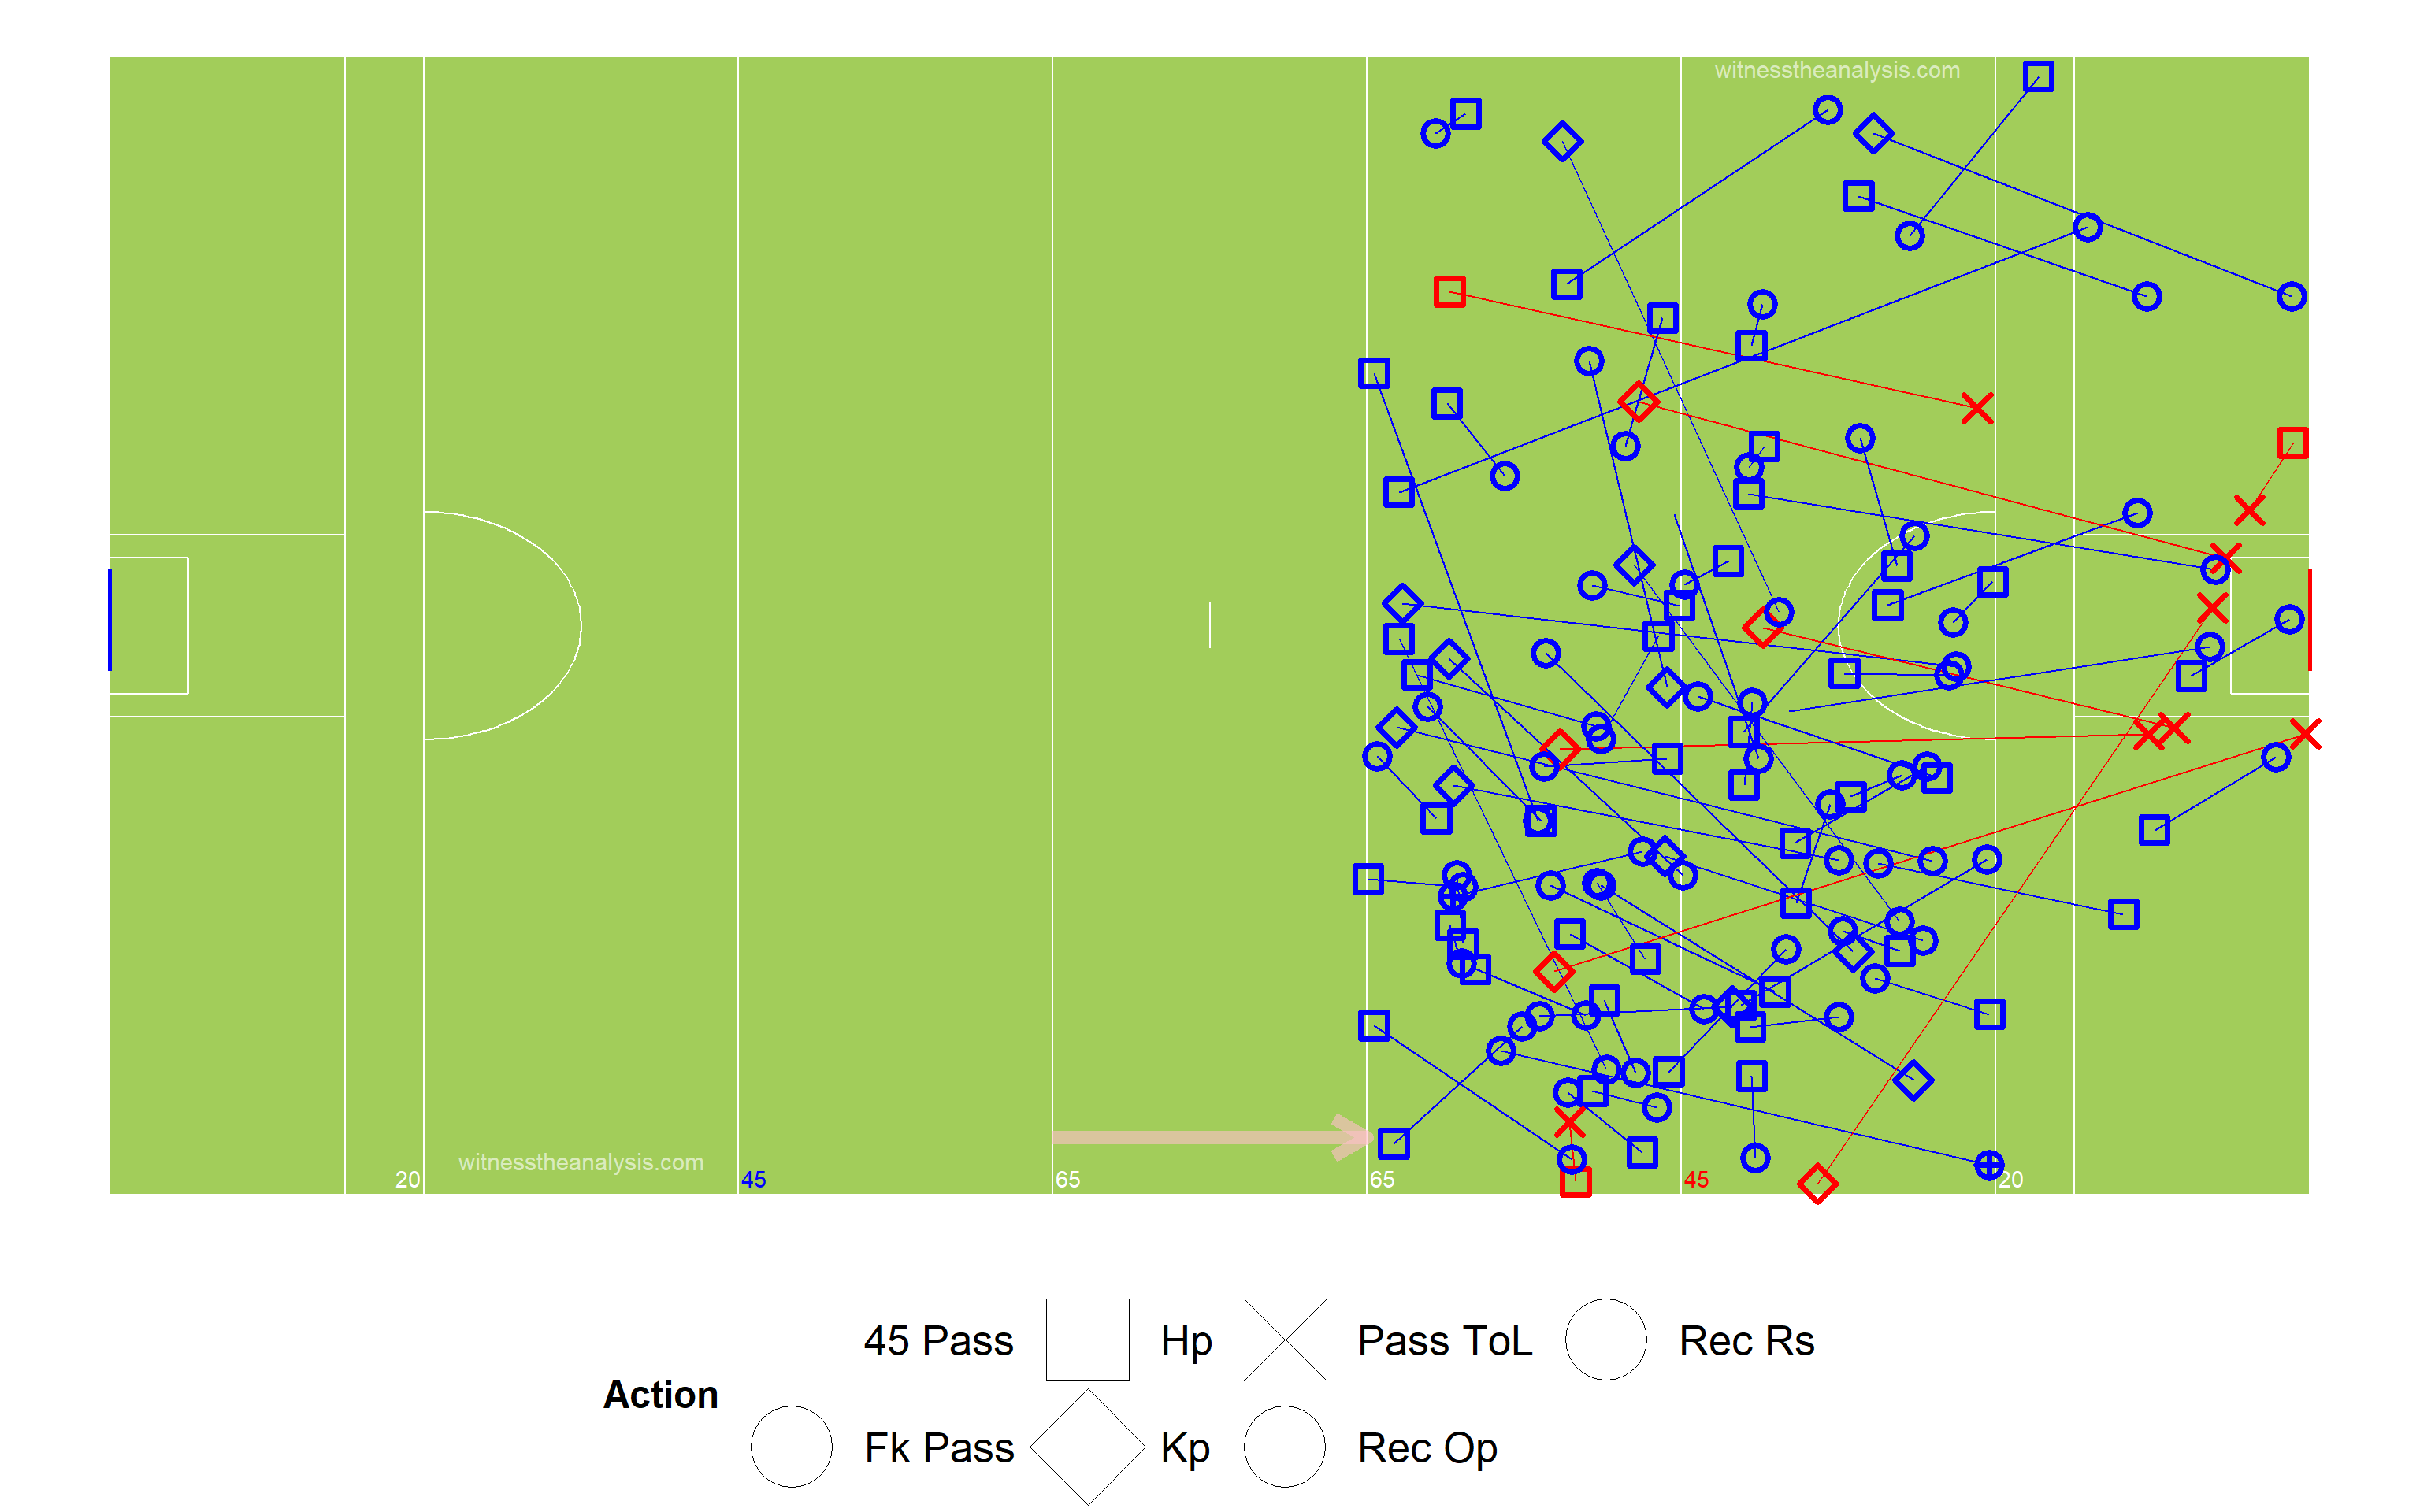 witnesstheanalysis.com
witnesstheanalysis.com
20
45
65
65
45
20
45 Pass
Hp
Pass ToL
Rec Rs
Action
Fk Pass
Kp
Rec Op